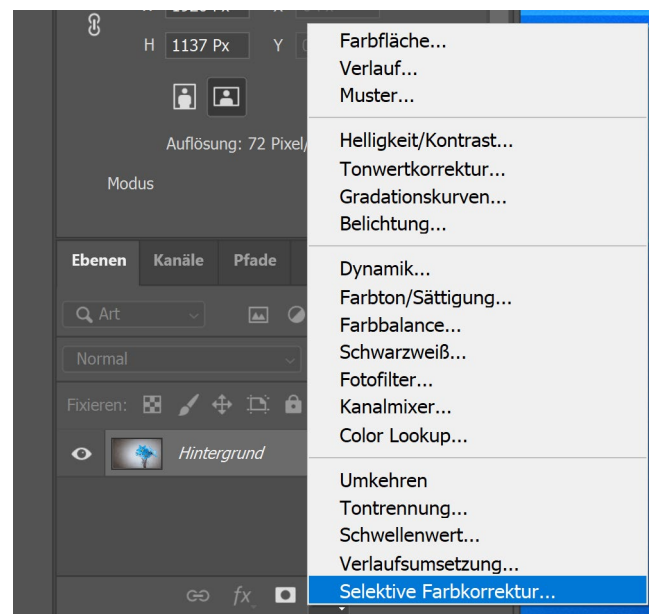 H 1137 Px Y
Auflösung: 72 Pixel/
Modus
Ebenen Kanäle Pfade
Art
Normal
Fixieren:
Hintergrund
fx
Farbfläche...
Verlauf...
Muster...
Helligkeit/Kontrast...
Tonwertkorrektur...
Gradationskurven...
Belichtung...
Dynamik...
Farbton/Sättigung...
Farbbalance...
Schwarzweiß...
Fotofilter...
Kanalmixer...
Color Lookup...
Umkehren
Tontrennung...
Schwellenwert...
Verlaufsumsetzung...
Selektive Farbkorrektur...